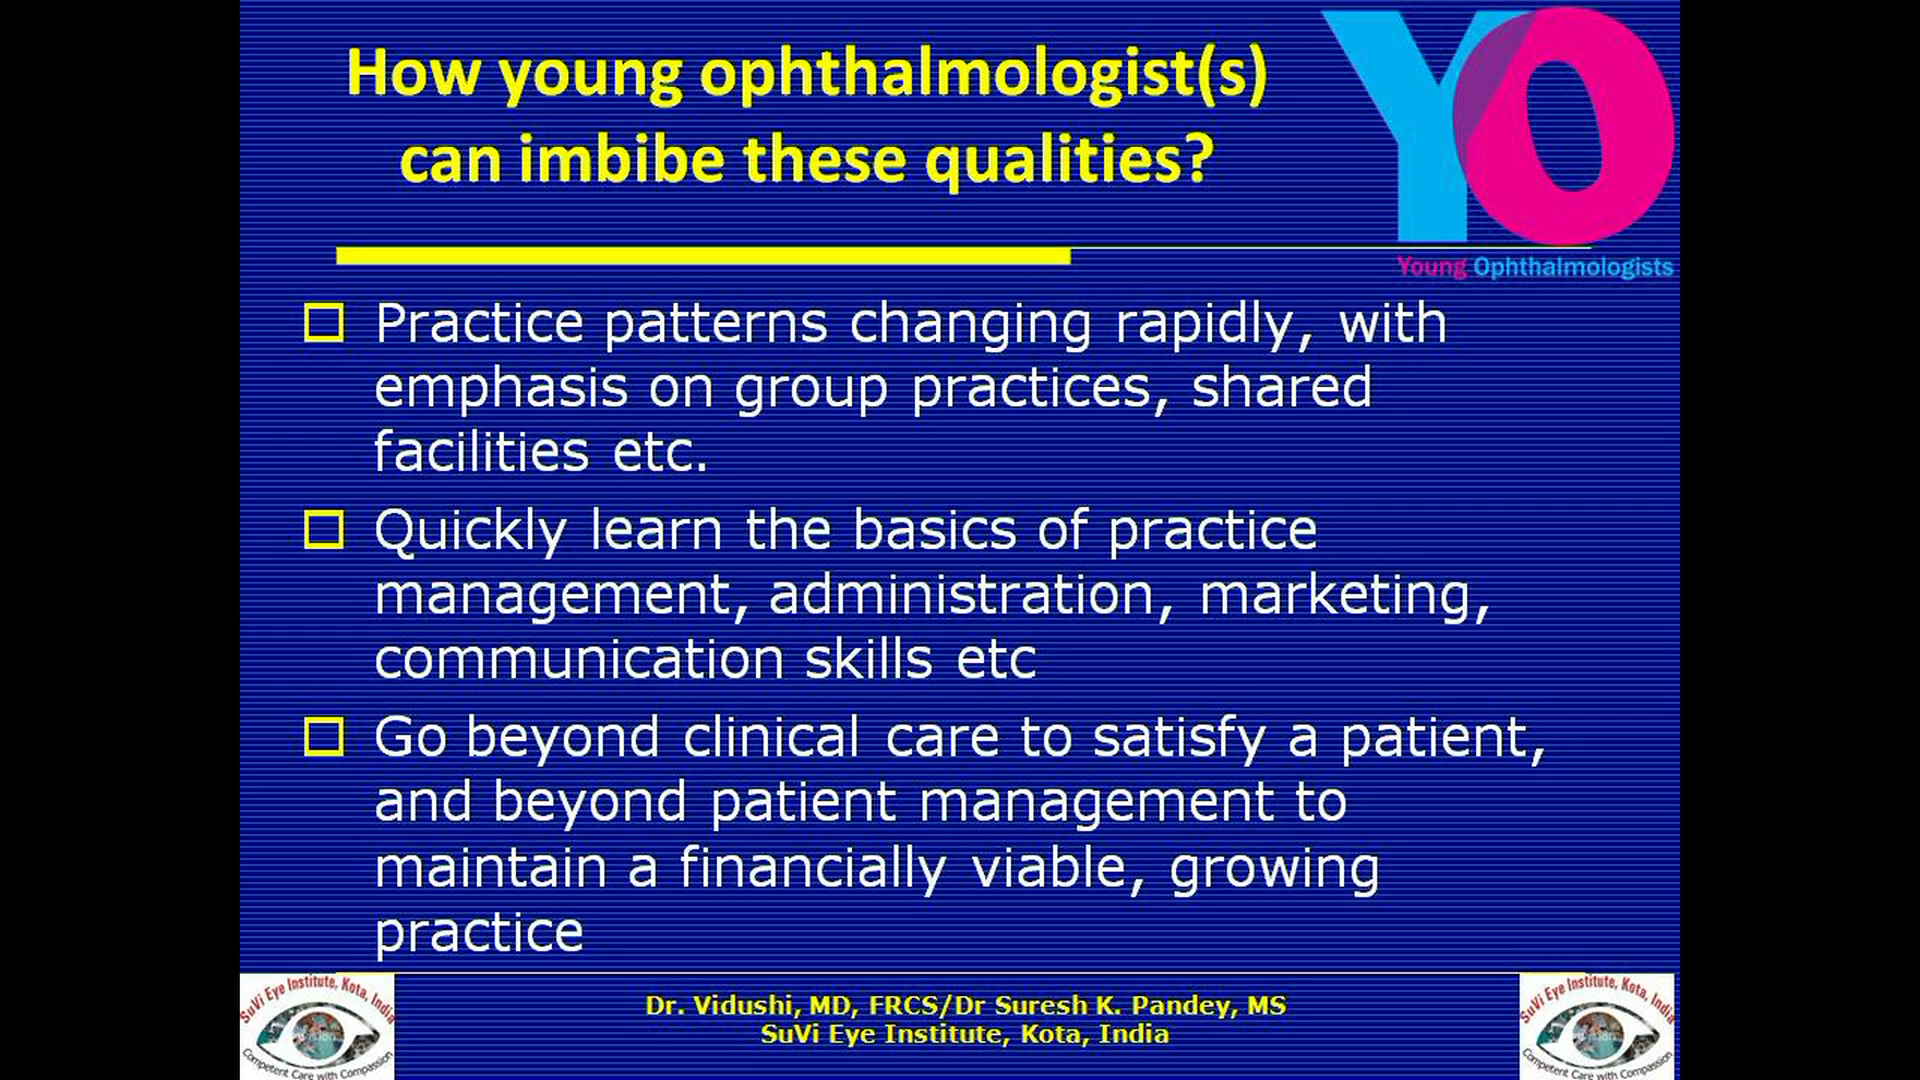 How young ophthalmologist(s)
can imbibe these qualities?
YO
Young Ophthalmologists
Practice patterns changing rapidly, with
emphasis on group practices, shared
facilities etc.
Quickly learn the basics of practice
management, administration, marketing,
communication skills etc
Go beyond clinical care to satisfy a patient,
and beyond patient management to
maintain a financially viable, growing
practice
SuVi Eye Institute, Kota, India
Competent Care with Compassion
Dr. Vidushi, MD, FRCS/Dr Suresh K. Pandey, MS
SuVi Eye Institute, Kota, India
SuVi Eye Institute, Kota, India
Competent Care with Compassion